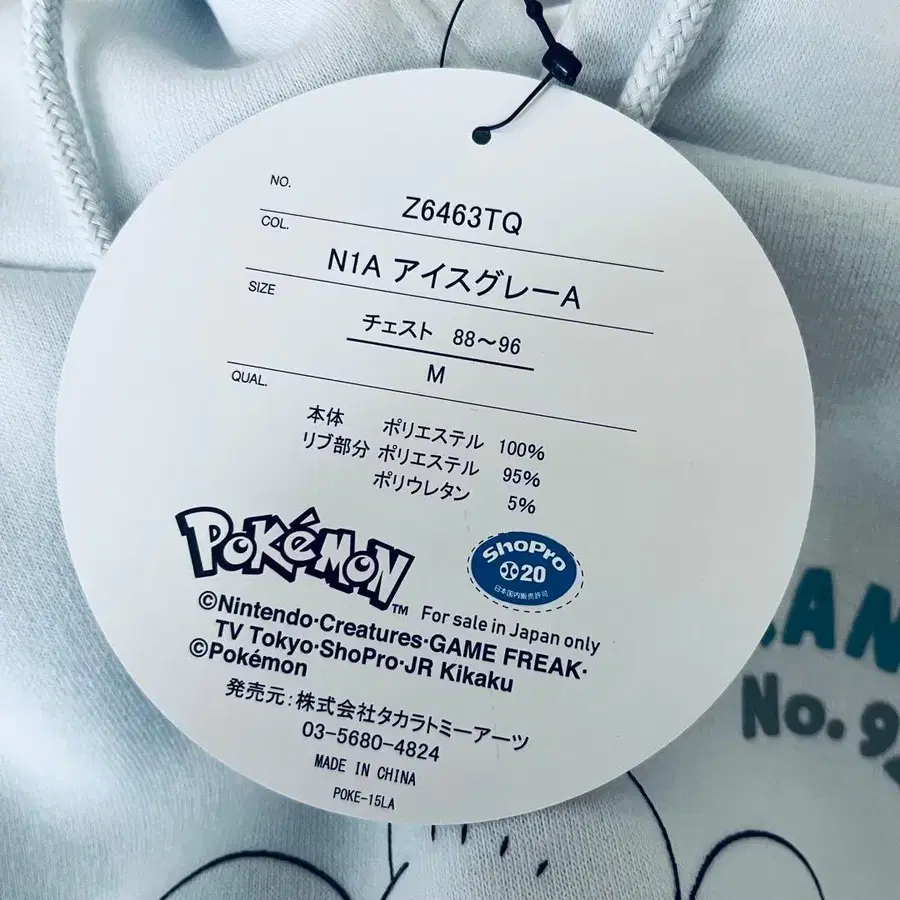 NO.
Z6463TQ
COL.
N1A アイスグレーA
SIZE
チェスト 88～96
M
QUAL.
本体 ポリエステル 100%
リブ部分 ポリエステル 95%
ポリウレタン 5%
POKéMON™
ShoPro
20
日本国内販売許可
For sale in Japan only
©Nintendo·Creatures·GAME FREAK·
TV Tokyo·ShoPro·JR Kikaku
©Pokémon
発売元:株式会社タカラトミーアーツ
03-5680-4824
MADE IN CHINA
POKE-15LA
No.9